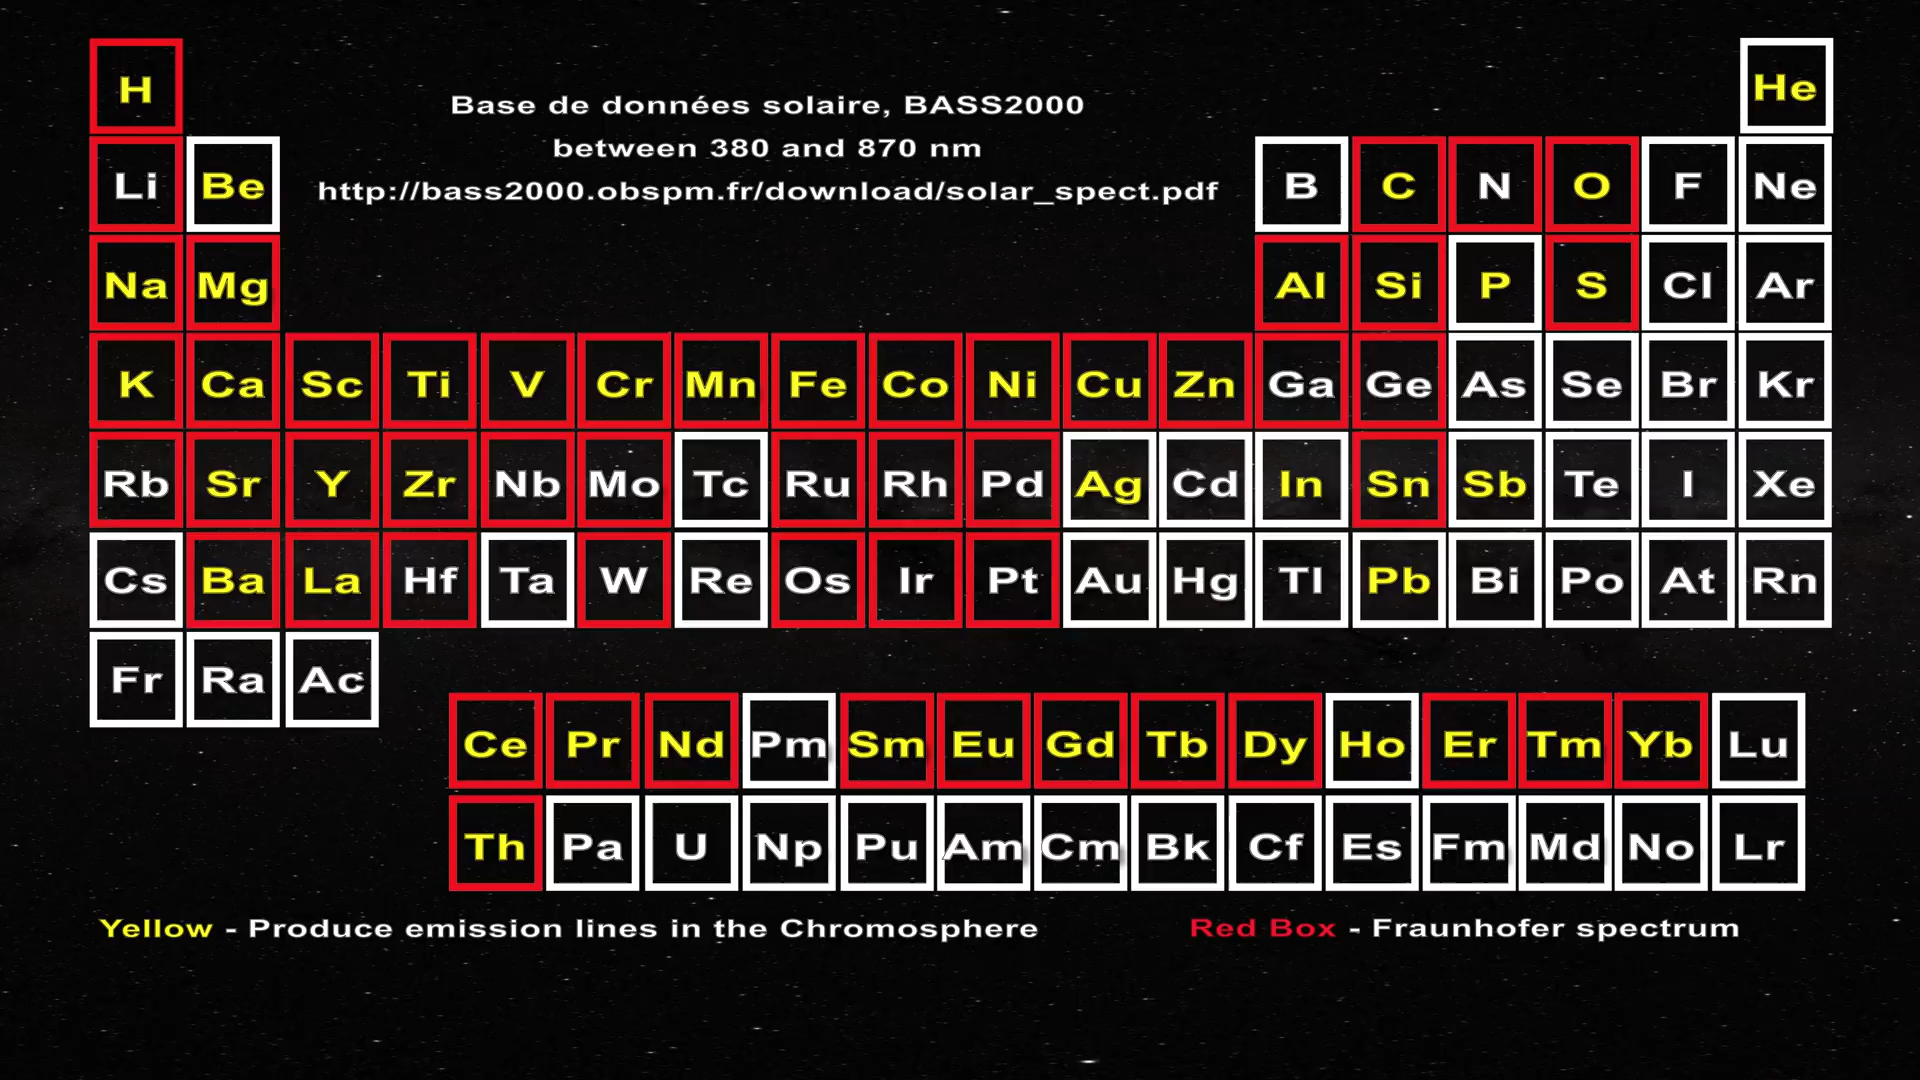 H He
Base de données solaire, BASS2000
between 380 and 870 nm
http://bass2000.obspm.fr/download/solar_spect.pdf
Li Be B C N O F Ne
Na Mg Al Si P S Cl Ar
K Ca Sc Ti V Cr Mn Fe Co Ni Cu Zn Ga Ge As Se Br Kr
Rb Sr Y Zr Nb Mo Tc Ru Rh Pd Ag Cd In Sn Sb Te I Xe
Cs Ba La Hf Ta W Re Os Ir Pt Au Hg Tl Pb Bi Po At Rn
Fr Ra Ac
Ce Pr Nd Pm Sm Eu Gd Tb Dy Ho Er Tm Yb Lu
Th Pa U Np Pu Am Cm Bk Cf Es Fm Md No Lr
Yellow - Produce emission lines in the Chromosphere
Red Box - Fraunhofer spectrum